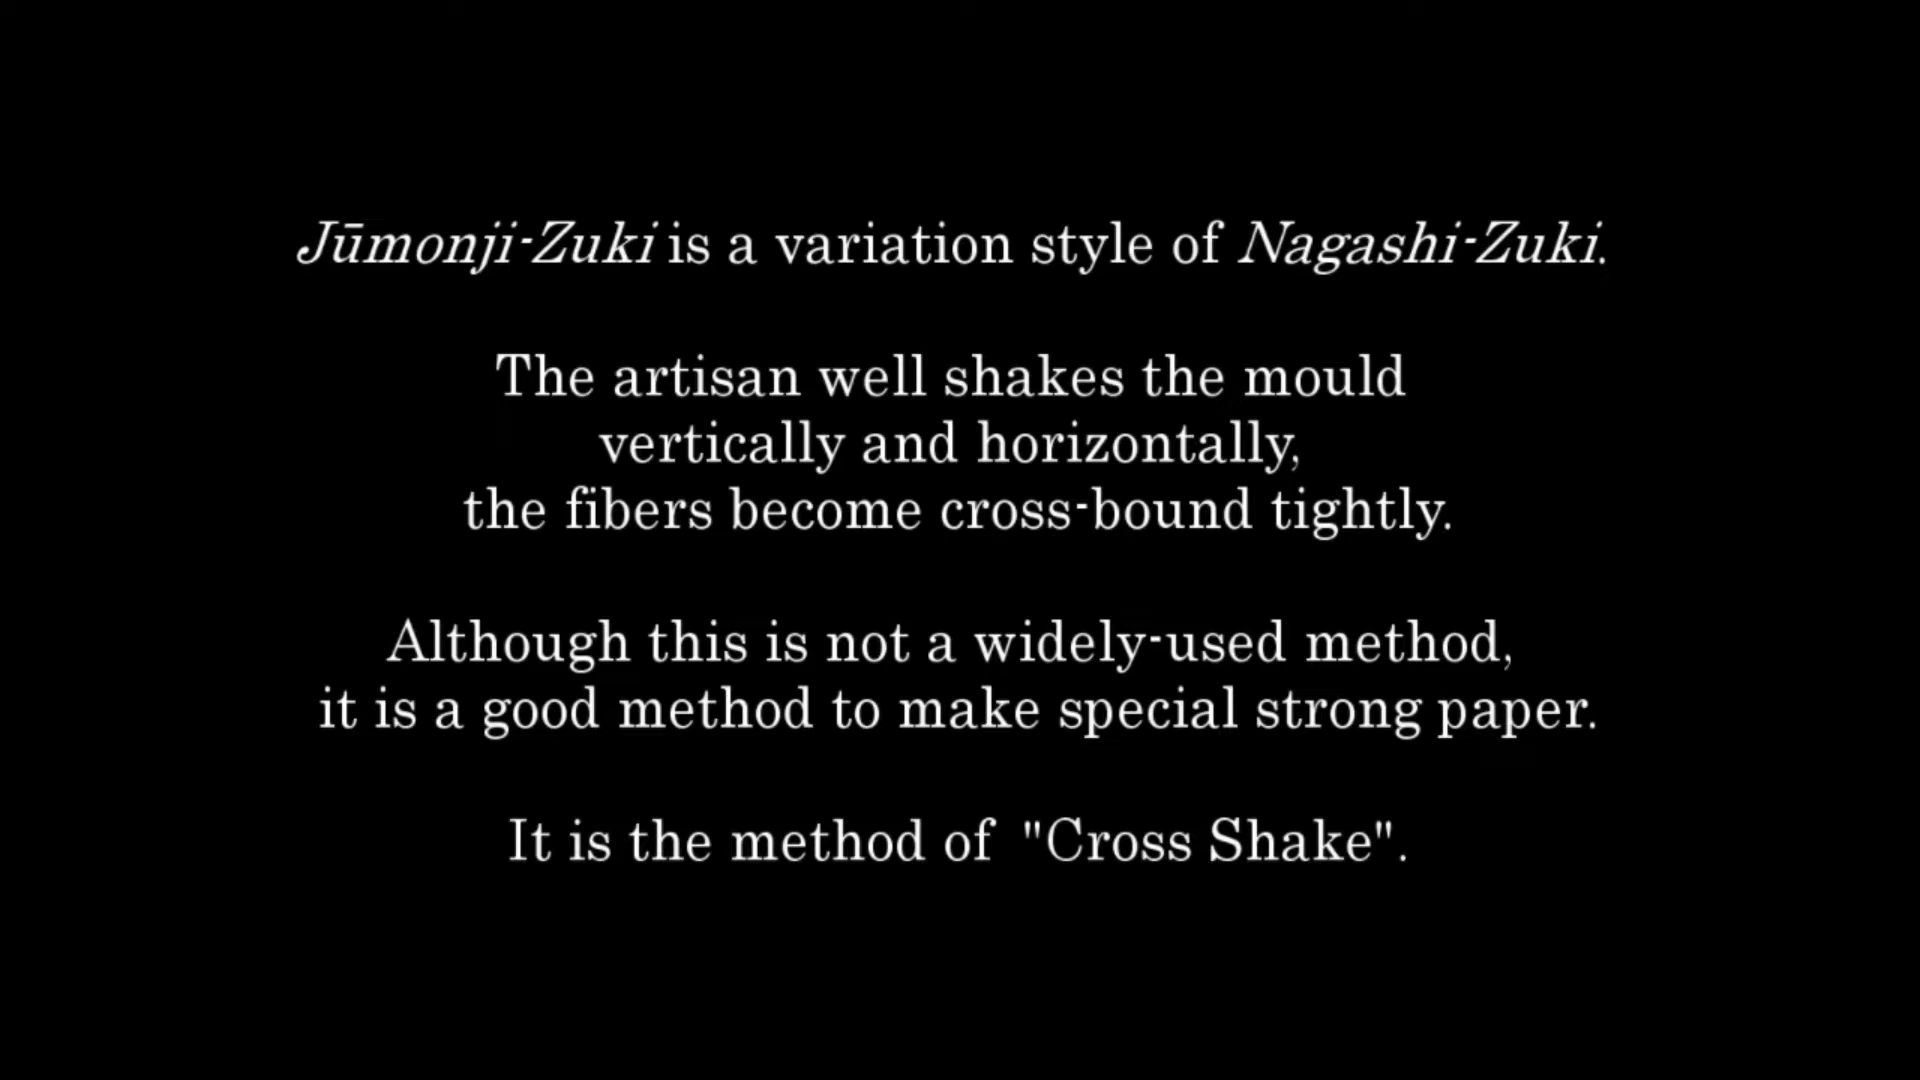 Jūmonji-Zuki is a variation style of Nagashi-Zuki.
The artisan well shakes the mould
vertically and horizontally,
the fibers become cross-bound tightly.
Although this is not a widely-used method,
it is a good method to make special strong paper.
It is the method of "Cross Shake".